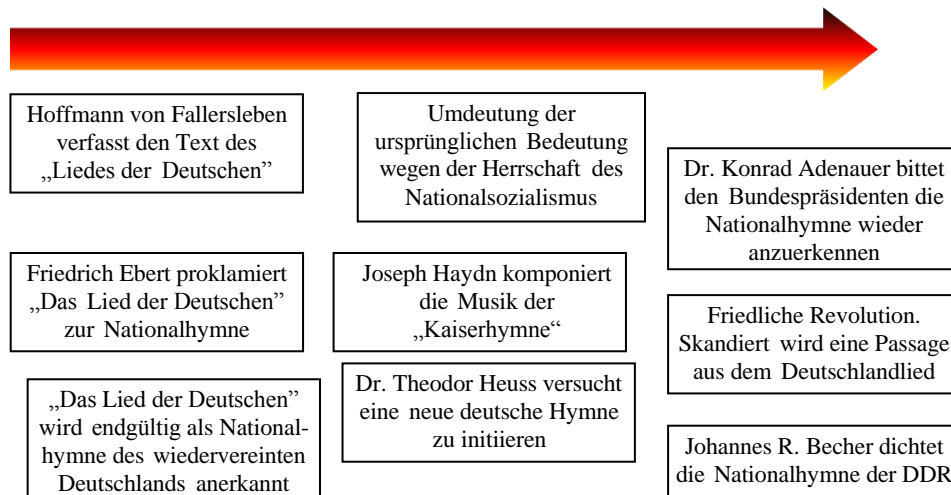 Hoffmann von Fallersleben
verfasst den Text des
„Liedes der Deutschen”
Umdeutung der
ursprünglichen Bedeutung
wegen der Herrschaft des
Nationalsozialismus
Dr. Konrad Adenauer bittet
den Bundespräsidenten die
Nationalhymne wieder
anzuerkennen
Friedrich Ebert proklamiert
„Das Lied der Deutschen”
zur Nationalhymne
Joseph Haydn komponiert
die Musik der
„Kaiserhymne“
Friedliche Revolution.
Skandiert wird eine Passage
aus dem Deutschlandlied
„Das Lied der Deutschen”
wird endgültig als National-
hymne des wiedervereinten
Deutschlands anerkannt
Dr. Theodor Heuss versucht
eine neue deutsche Hymne
zu initiieren
Johannes R. Becher dichtet
die Nationalhymne der DDR